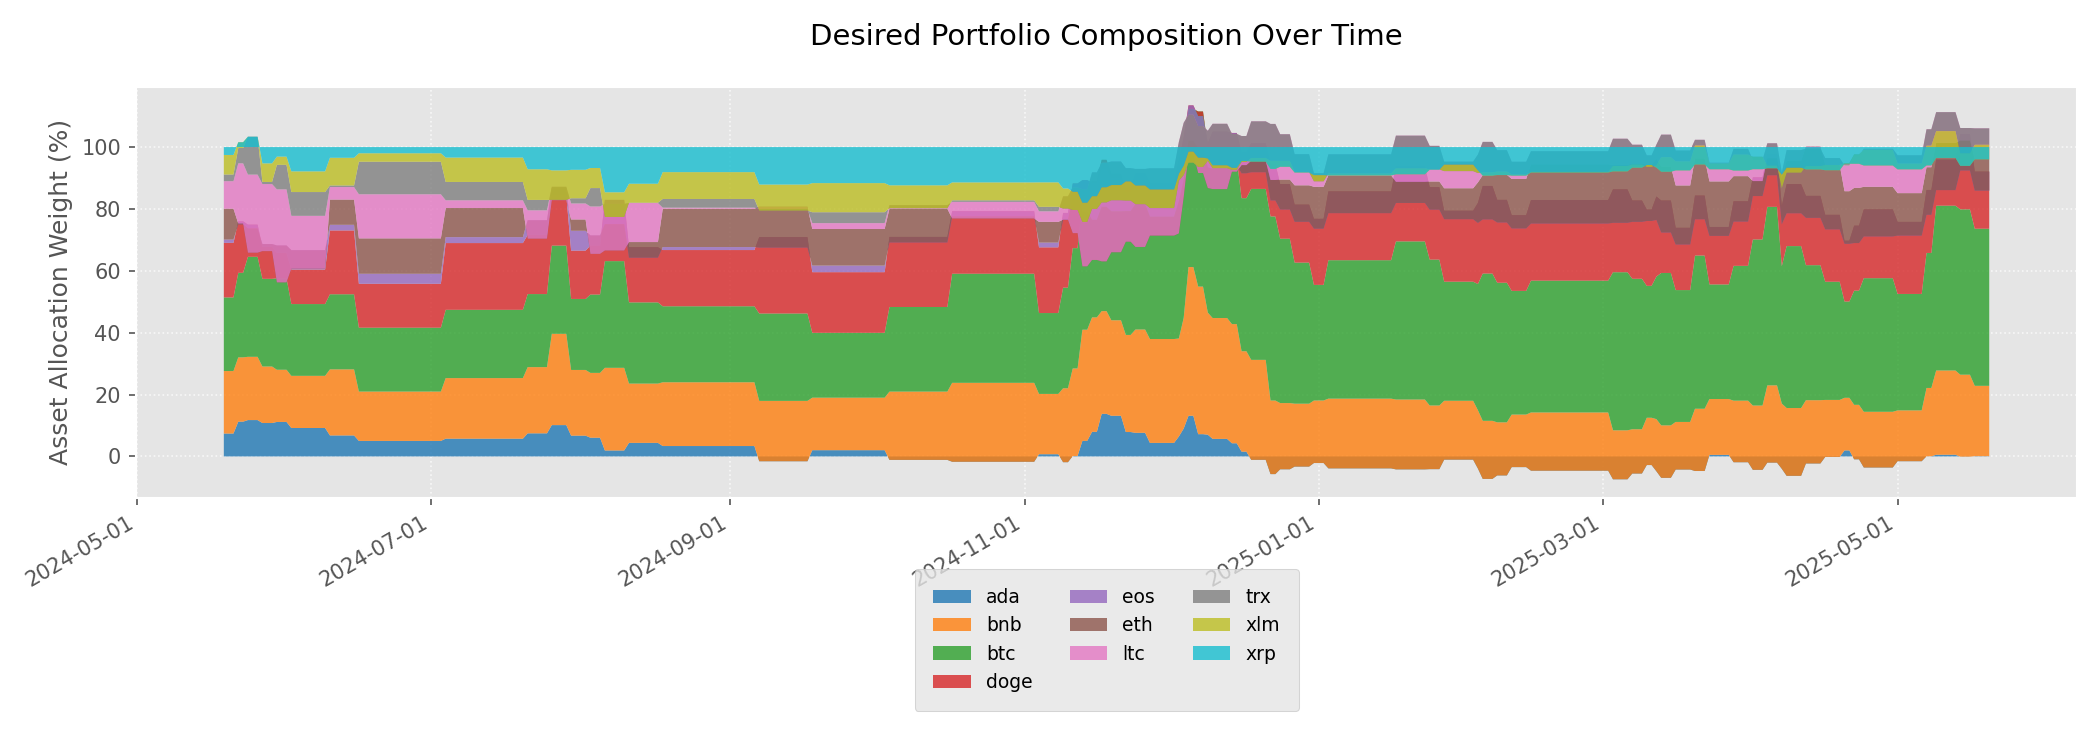 Desired Portfolio Composition Over Time
Asset Allocation Weight (%)
100
80
60
40
20
0
2024-05-01
2024-07-01
2024-09-01
2024-11-01
2025-01-01
2025-03-01
2025-05-01
ada
bnb
btc
doge
eos
eth
ltc
trx
xlm
xrp